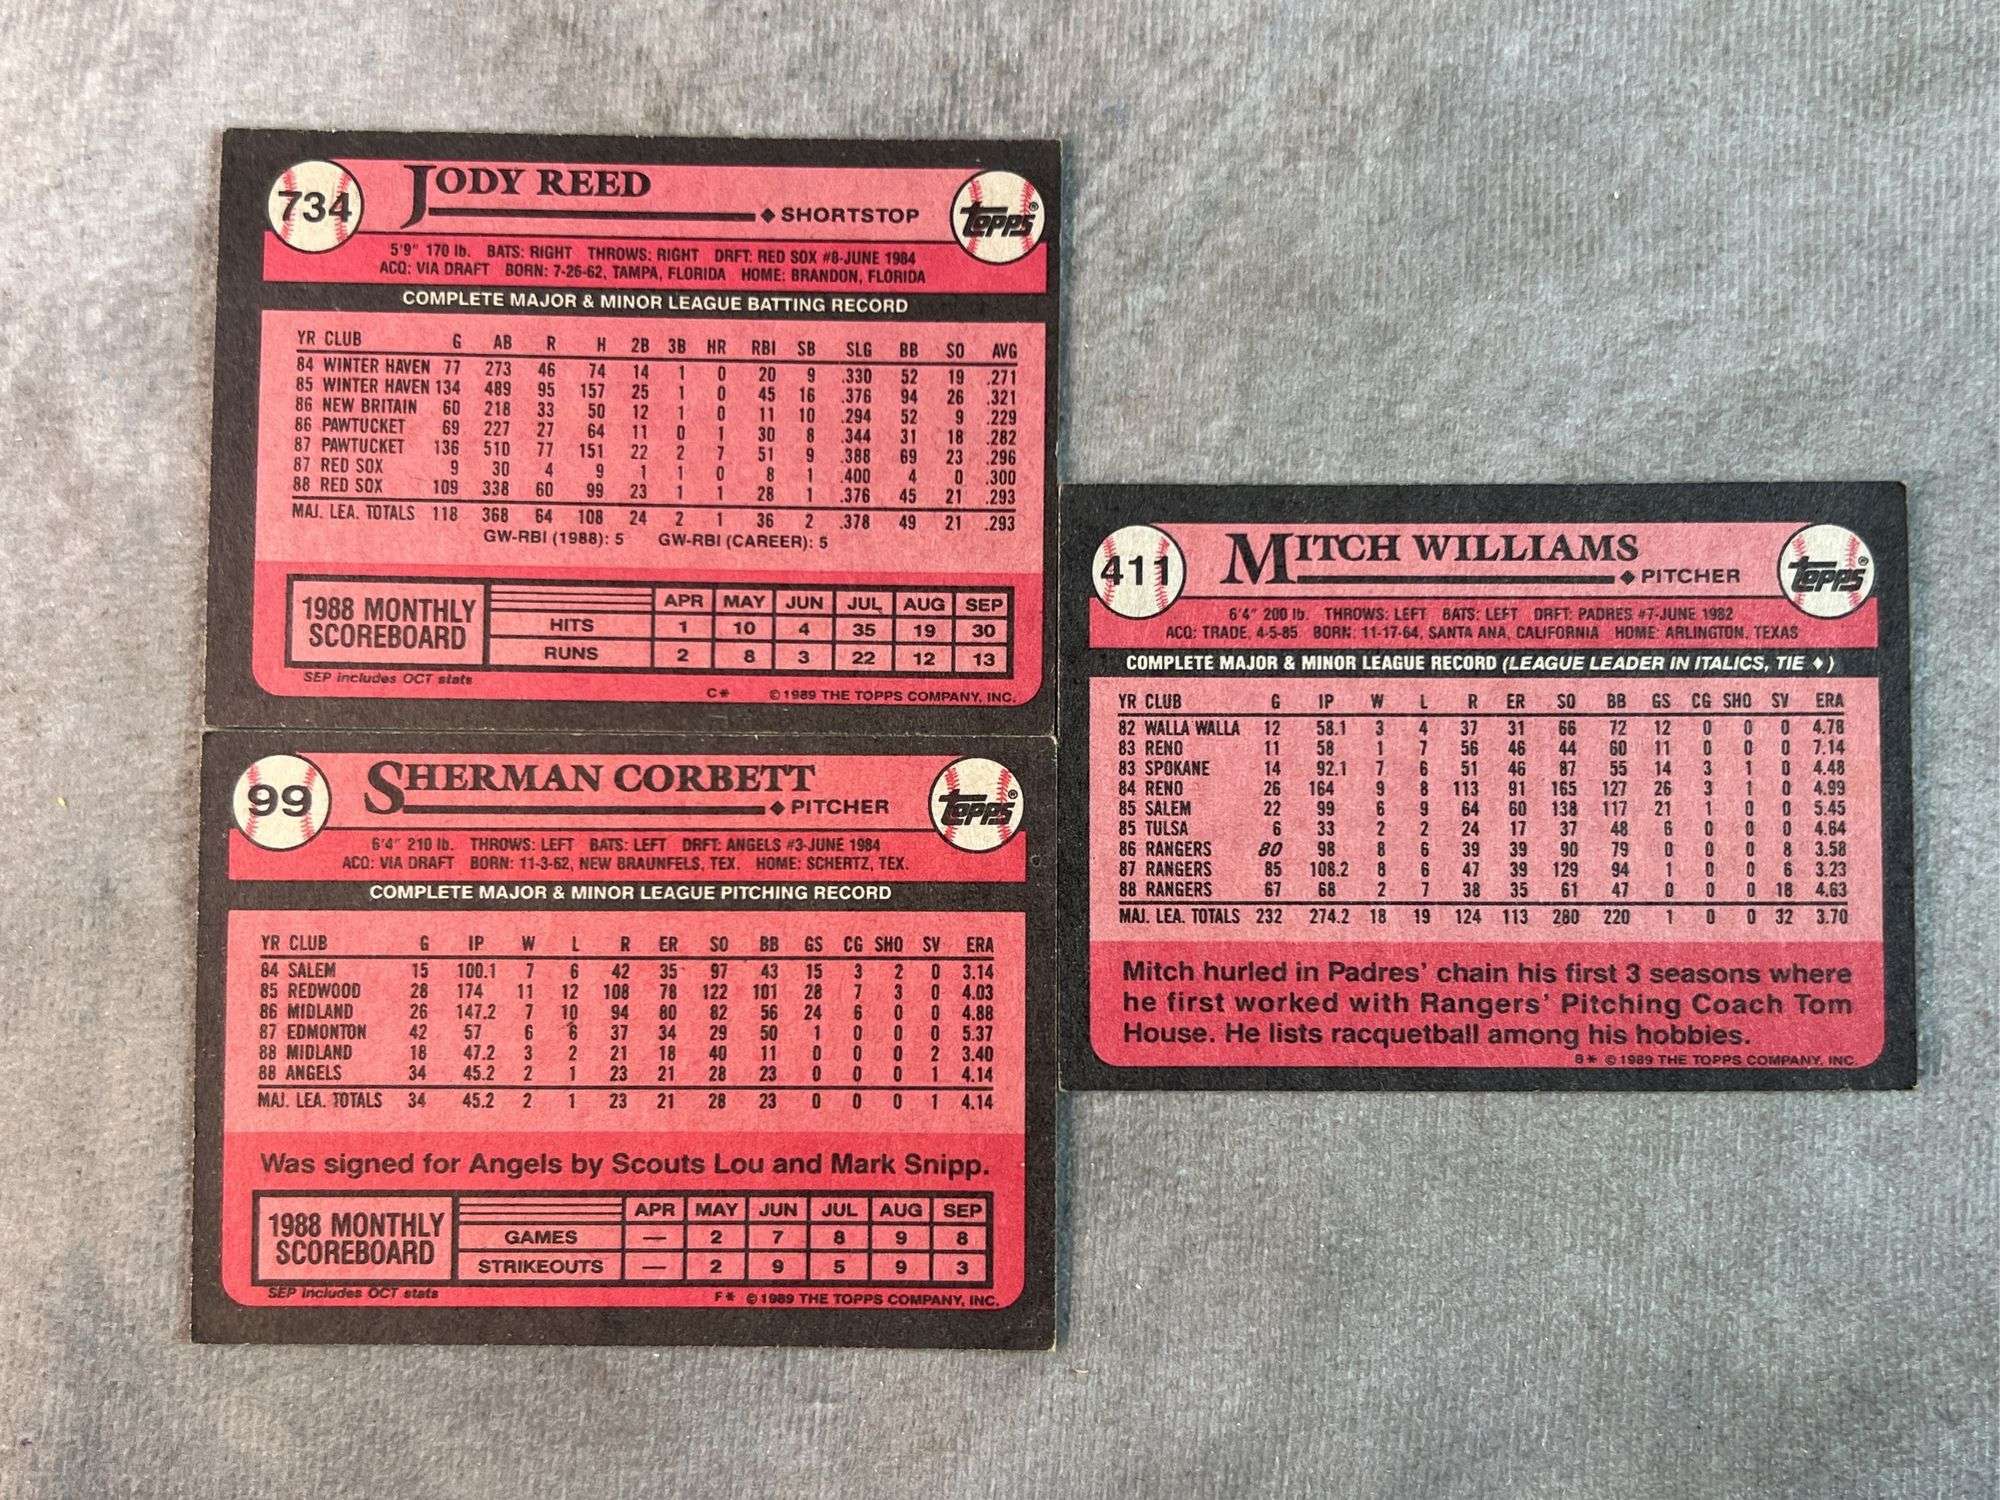 734
JODY REED
SHORTSTOP
TOPPS®
5'9" 170 lb. BATS: RIGHT THROWS: RIGHT DRFT: RED SOX #8-JUNE 1984
ACQ: VIA DRAFT BORN: 7-26-62, TAMPA, FLORIDA HOME: BRANDON, FLORIDA
COMPLETE MAJOR & MINOR LEAGUE BATTING RECORD
YR CLUB G AB R H 2B 3B HR RBI SB SLG BB SO AVG
84 WINTER HAVEN 77 273 46 74 14 1 0 20 9 .330 52 19 .271
85 WINTER HAVEN 134 489 95 157 25 1 0 45 16 .376 94 26 .321
86 NEW BRITAIN 60 218 33 50 12 1 0 11 10 .294 52 9 .229
86 PAWTUCKET 69 227 27 64 11 0 1 30 8 .344 31 18 .282
87 PAWTUCKET 136 510 77 151 22 2 7 51 9 .388 69 23 .296
87 RED SOX 9 30 4 9 1 1 0 8 1 .400 4 0 .300
88 RED SOX 109 338 60 99 23 1 1 28 1 .376 45 21 .293
MAJ. LEA. TOTALS 118 368 64 108 24 2 1 36 2 .378 49 21 .293
GW-RBI (1988): 5 GW-RBI (CAREER): 5
1988 MONTHLY SCOREBOARD
APR MAY JUN JUL AUG SEP
HITS 1 10 4 35 19 30
RUNS 2 8 3 22 12 13
SEP includes OCT stats
C* © 1989 THE TOPPS COMPANY, INC.
99
SHERMAN CORBETT
PITCHER
TOPPS®
6'4" 210 lb. THROWS: LEFT BATS: LEFT DRFT: ANGELS #3-JUNE 1984
ACQ: VIA DRAFT BORN: 11-3-62, NEW BRAUNFELS, TEX. HOME: SCHERTZ, TEX.
COMPLETE MAJOR & MINOR LEAGUE PITCHING RECORD
YR CLUB G IP W L R ER SO BB GS CG SHO SV ERA
84 SALEM 15 100.1 7 6 42 35 97 43 15 3 2 0 3.14
85 REDWOOD 28 174 11 12 108 78 122 101 28 7 3 0 4.03
86 MIDLAND 26 147.2 7 10 94 80 82 56 24 6 0 0 4.88
87 EDMONTON 42 57 6 6 37 34 29 50 1 0 0 0 5.37
88 MIDLAND 18 47.2 3 2 21 18 40 11 0 0 0 2 3.40
88 ANGELS 34 45.2 2 1 23 21 28 23 0 0 0 1 4.14
MAJ. LEA. TOTALS 34 45.2 2 1 23 21 28 23 0 0 0 1 4.14
Was signed for Angels by Scouts Lou and Mark Snipp.
1988 MONTHLY SCOREBOARD
APR MAY JUN JUL AUG SEP
GAMES — 2 7 8 9 8
STRIKEOUTS — 2 9 5 9 3
SEP includes OCT stats
F* © 1989 THE TOPPS COMPANY, INC.
411
MITCH WILLIAMS
PITCHER
TOPPS®
6'4" 200 lb. THROWS: LEFT BATS: LEFT DRFT: PADRES #7-JUNE 1982
ACQ: TRADE, 4-5-85 BORN: 11-17-64, SANTA ANA, CALIFORNIA HOME: ARLINGTON, TEXAS
COMPLETE MAJOR & MINOR LEAGUE RECORD (LEAGUE LEADER IN ITALICS, TIE ♦)
YR CLUB G IP W L R ER SO BB GS CG SHO SV ERA
82 WALLA WALLA 12 58.1 3 4 37 31 66 72 12 0 0 0 4.78
83 RENO 11 58 1 7 56 46 44 60 11 0 0 0 7.14
83 SPOKANE 14 92.1 7 6 51 46 87 55 14 3 1 0 4.48
84 RENO 26 164 9 8 113 91 165 127 26 3 1 0 4.99
85 SALEM 22 99 6 9 64 60 138 117 21 1 0 0 5.45
85 TULSA 6 33 2 2 24 17 37 48 6 0 0 0 4.64
86 RANGERS 80 98 8 6 39 39 90 79 0 0 0 8 3.58
87 RANGERS 85 108.2 8 6 47 39 129 94 1 0 0 6 3.23
88 RANGERS 67 68 2 7 38 35 61 47 0 0 0 18 4.63
MAJ. LEA. TOTALS 232 274.2 18 19 124 113 280 220 1 0 0 32 3.70
Mitch hurled in Padres' chain his first 3 seasons where
he first worked with Rangers' Pitching Coach Tom
House. He lists racquetball among his hobbies.
B* © 1989 THE TOPPS COMPANY, INC.